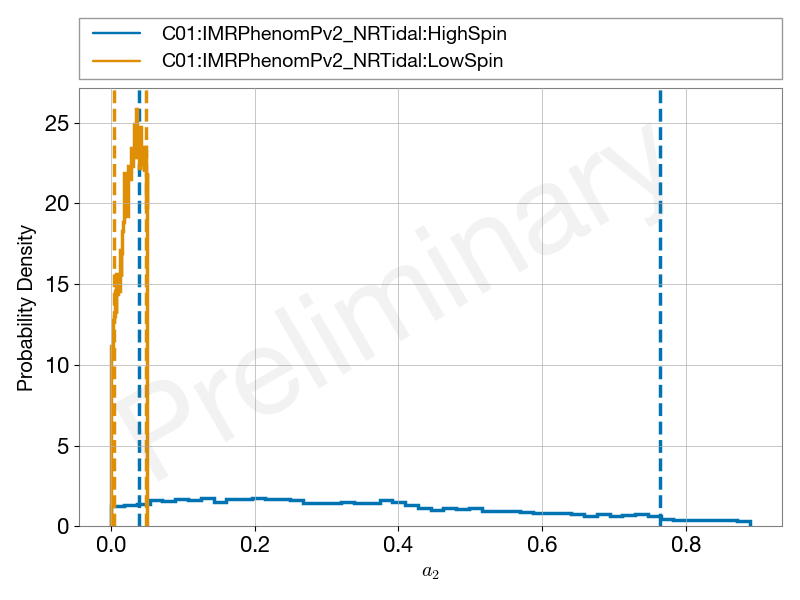 C01:IMRPhenomPv2_NRTidal:HighSpin
C01:IMRPhenomPv2_NRTidal:LowSpin
Preliminary
Probability Density
25
20
15
10
5
0
0.0 0.2 0.4 0.6 0.8
a₂